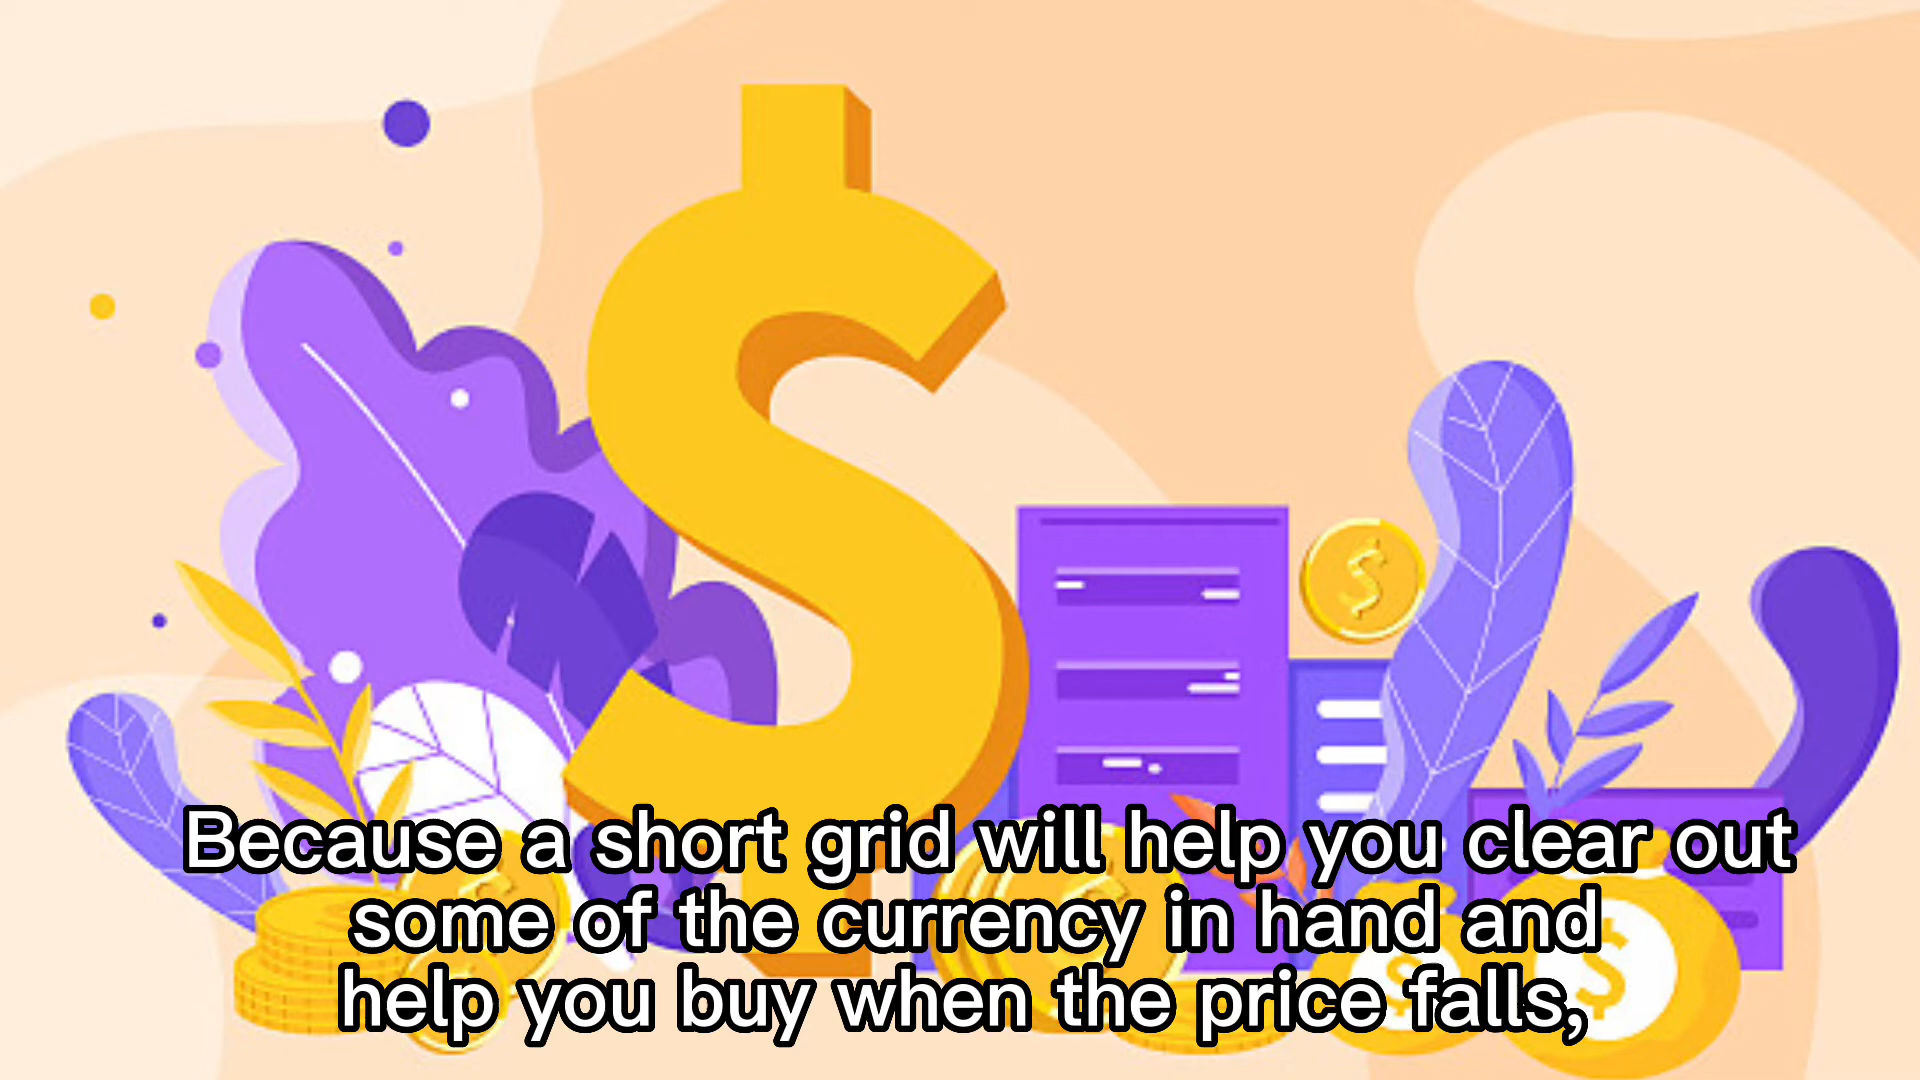 Because a short grid will help you clear out
some of the currency in hand and
help you buy when the price falls,